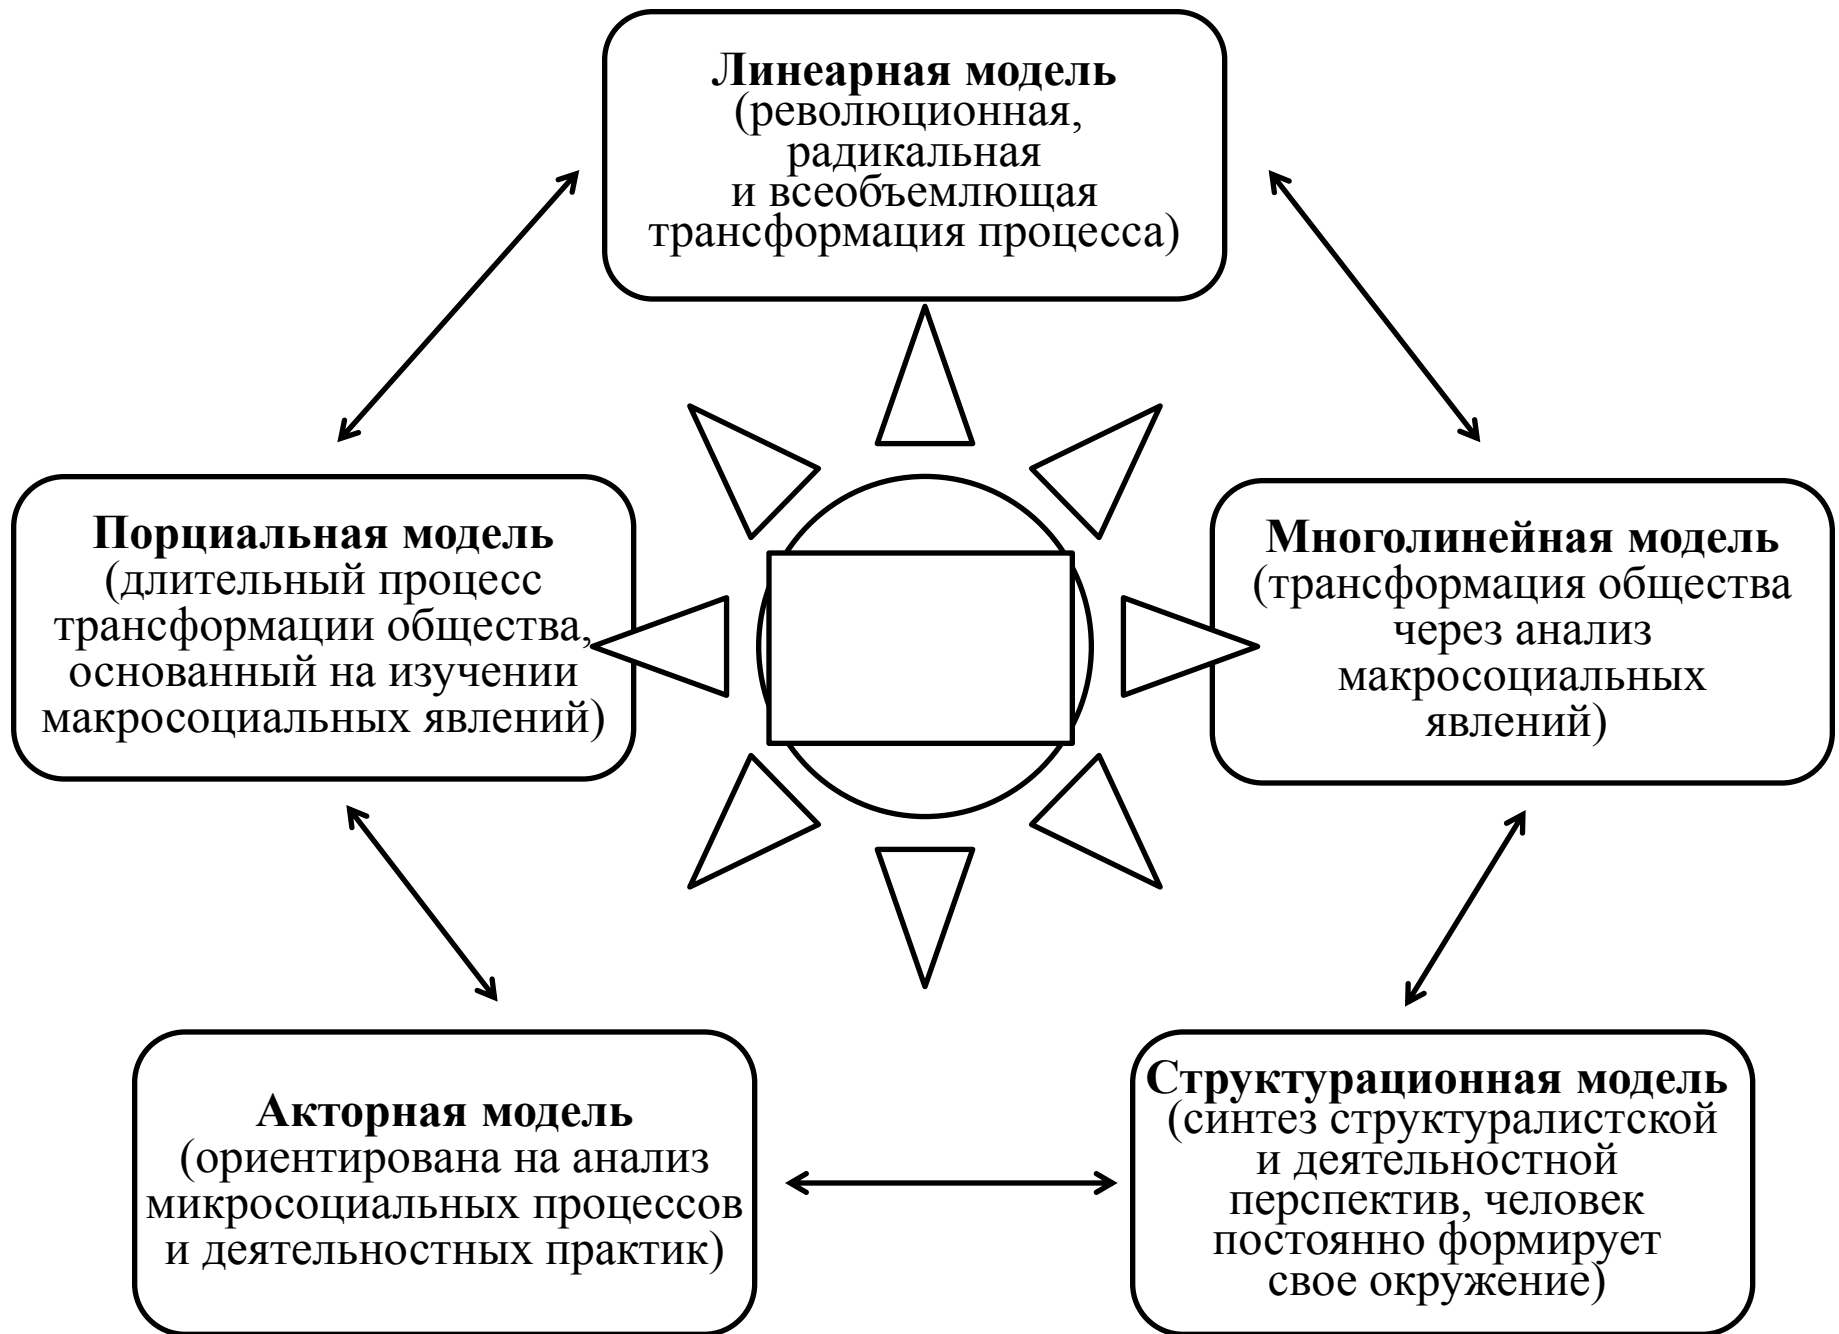 Линеарная модель
(революционная,
радикальная
и всеобъемлющая
трансформация процесса)
Порциальная модель
(длительный процесс
трансформации общества,
основанный на изучении
макросоциальных явлений)
Многолинейная модель
(трансформация общества
через анализ
макросоциальных
явлений)
Акторная модель
(ориентирована на анализ
микросоциальных процессов
и деятельностных практик)
Структурационная модель
(синтез структуралистской
и деятельностной
перспектив, человек
постоянно формирует
свое окружение)